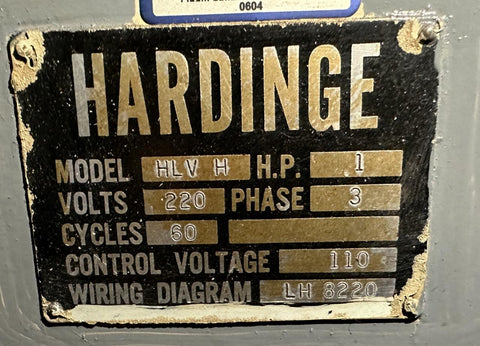 0604
HARDINGE
MODEL HLV H H.P. 1
VOLTS 220 PHASE 3
CYCLES 60
CONTROL VOLTAGE 110
WIRING DIAGRAM LH 8220